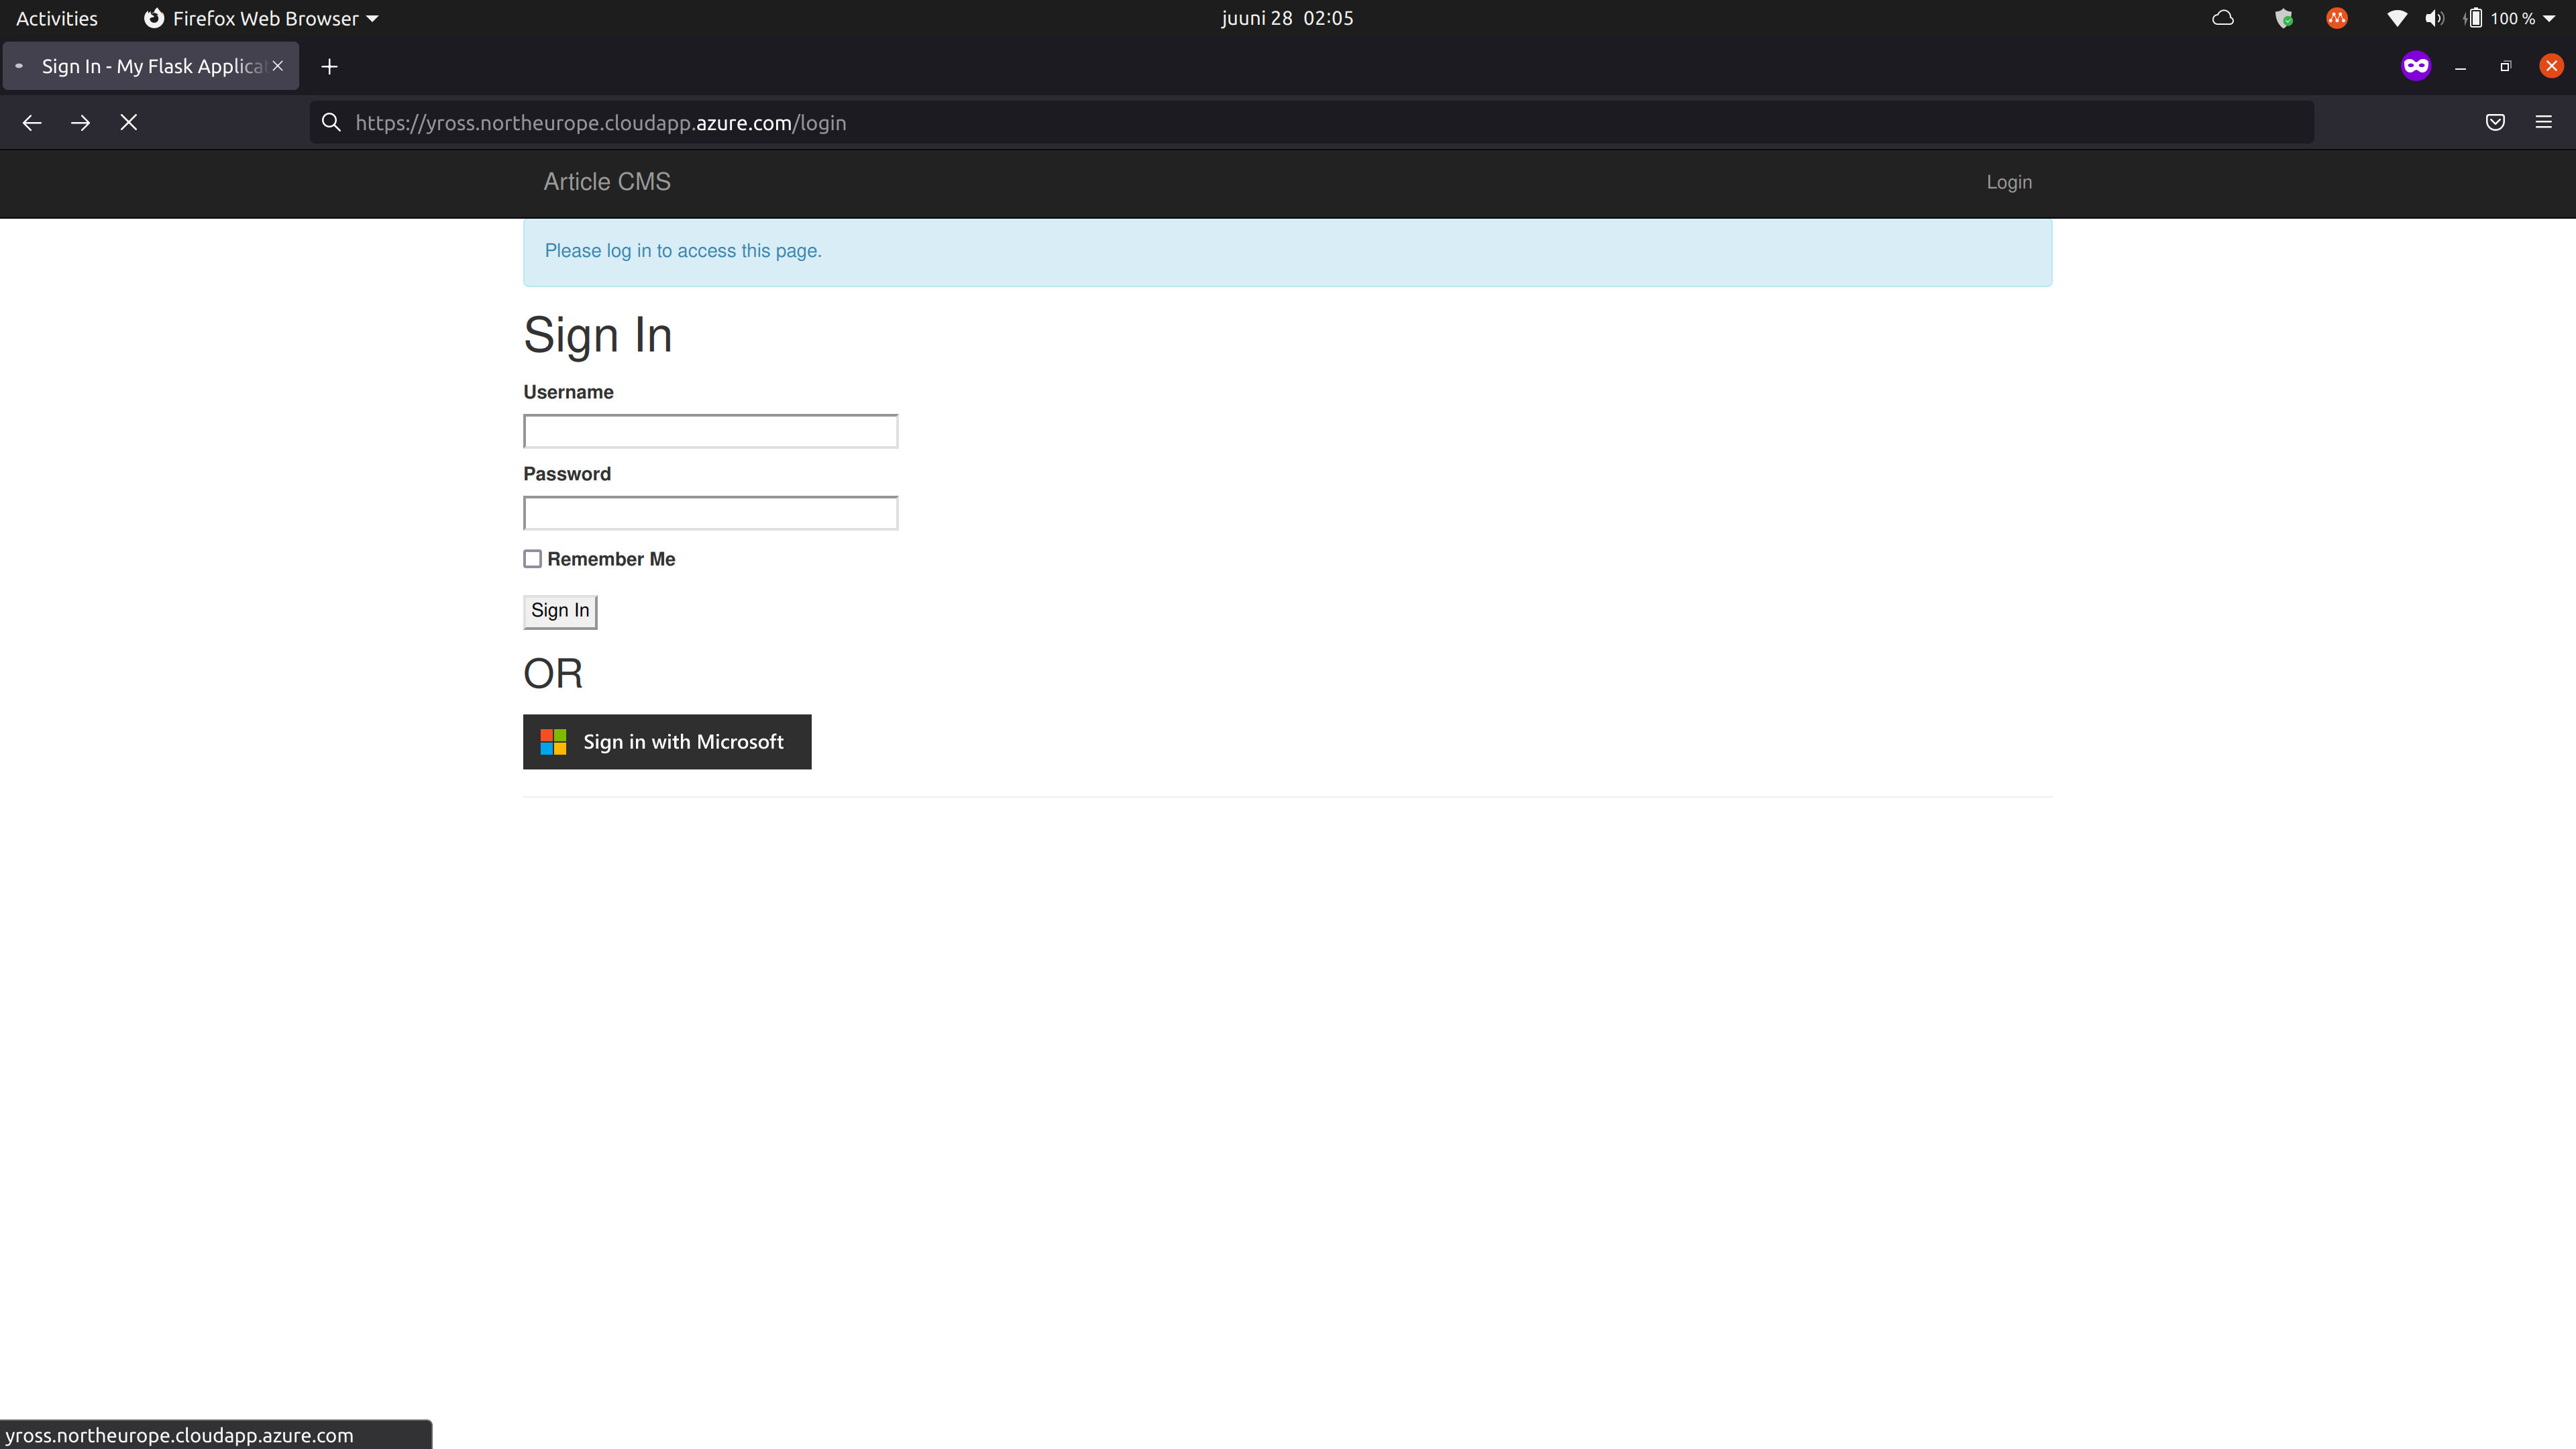 Activities Firefox Web Browser juuni 28 02:05 100 %
Sign In - My Flask Applica
https://yross.northeurope.cloudapp.azure.com/login
Article CMS Login
Please log in to access this page.
Sign In
Username
Password
Remember Me
Sign In
OR
Sign in with Microsoft
yross.northeurope.cloudapp.azure.com